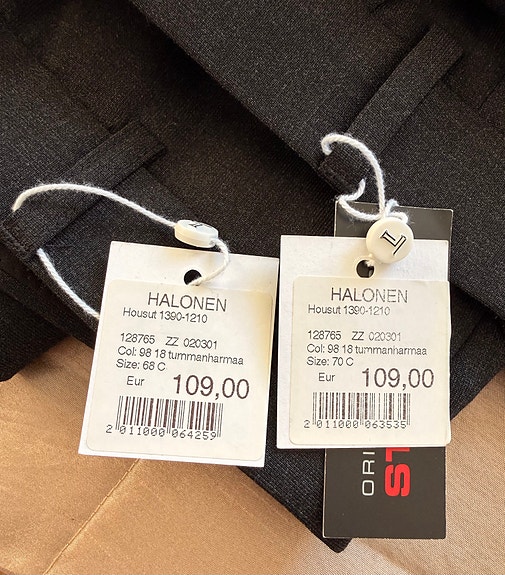 HALONEN
Housut 1390-1210
128765 ZZ 020301
Col: 98 18 tummanharmaa
Size: 68 C
Eur 109,00
2 011000 064259
HALONEN
Housut 1390-1210
128765 ZZ 020301
Col: 98 18 tummanharmaa
Size: 70 C
Eur 109,00
2 011000 063535
ORI
ST